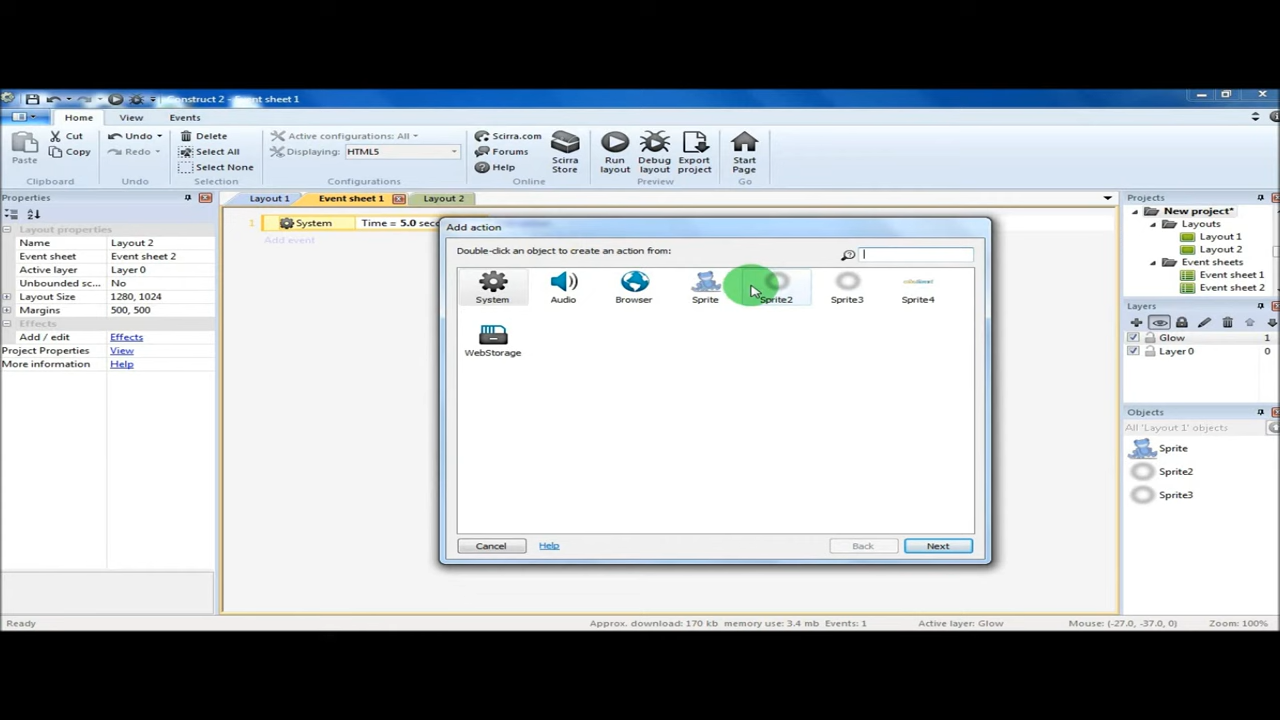 Construct 2 - Event sheet 1
Home View Events
Paste
Cut
Copy
Clipboard
Undo
Redo
Undo
Delete
Select All
Select None
Selection
Active configurations: All
Displaying: HTML5
Configurations
Scirra.com
Forums
Help
Scirra Store
Online
Run layout
Debug layout
Export project
Preview
Start Page
Go
Properties
Layout properties
Name Layout 2
Event sheet Event sheet 2
Active layer Layer 0
Unbounded sc... No
Layout Size 1280, 1024
Margins 500, 500
Effects
Add / edit Effects
Project Properties View
More information Help
Layout 1 Event sheet 1 Layout 2
1 System Time = 5.0 seco
Add event
Add action
Double-click an object to create an action from:
System Audio Browser Sprite Sprite2 Sprite3 Sprite4
WebStorage
Cancel Help Back Next
Projects
New project*
Layouts
Layout 1
Layout 2
Event sheets
Event sheet 1
Event sheet 2
Layers
Glow 1
Layer 0 0
Objects
All 'Layout 1' objects
Sprite
Sprite2
Sprite3
Ready Approx. download: 170 kb memory use: 3.4 mb Events: 1 Active layer: Glow Mouse: (-27.0, -37.0, 0) Zoom: 100%